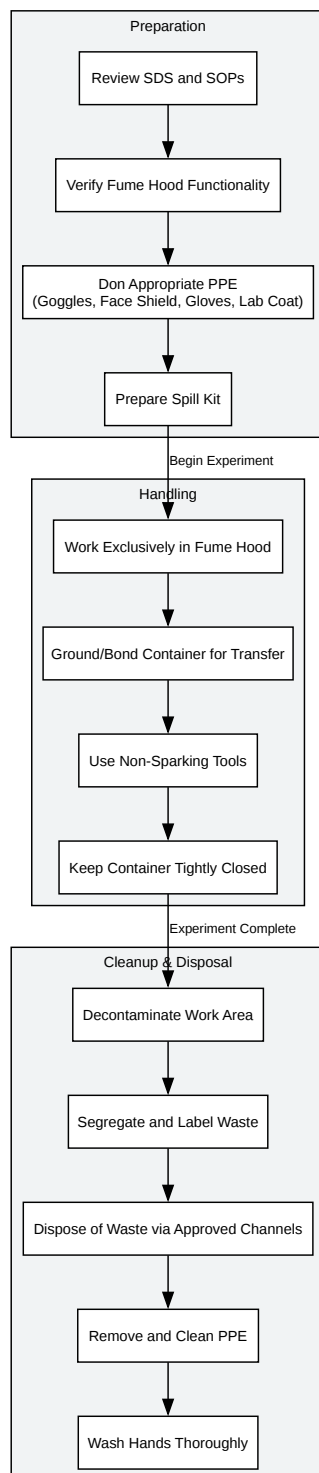 Preparation
Review SDS and SOPs
Verify Fume Hood Functionality
Don Appropriate PPE
(Goggles, Face Shield, Gloves, Lab Coat)
Prepare Spill Kit
Begin Experiment
Handling
Work Exclusively in Fume Hood
Ground/Bond Container for Transfer
Use Non-Sparking Tools
Keep Container Tightly Closed
Experiment Complete
Cleanup & Disposal
Decontaminate Work Area
Segregate and Label Waste
Dispose of Waste via Approved Channels
Remove and Clean PPE
Wash Hands Thoroughly